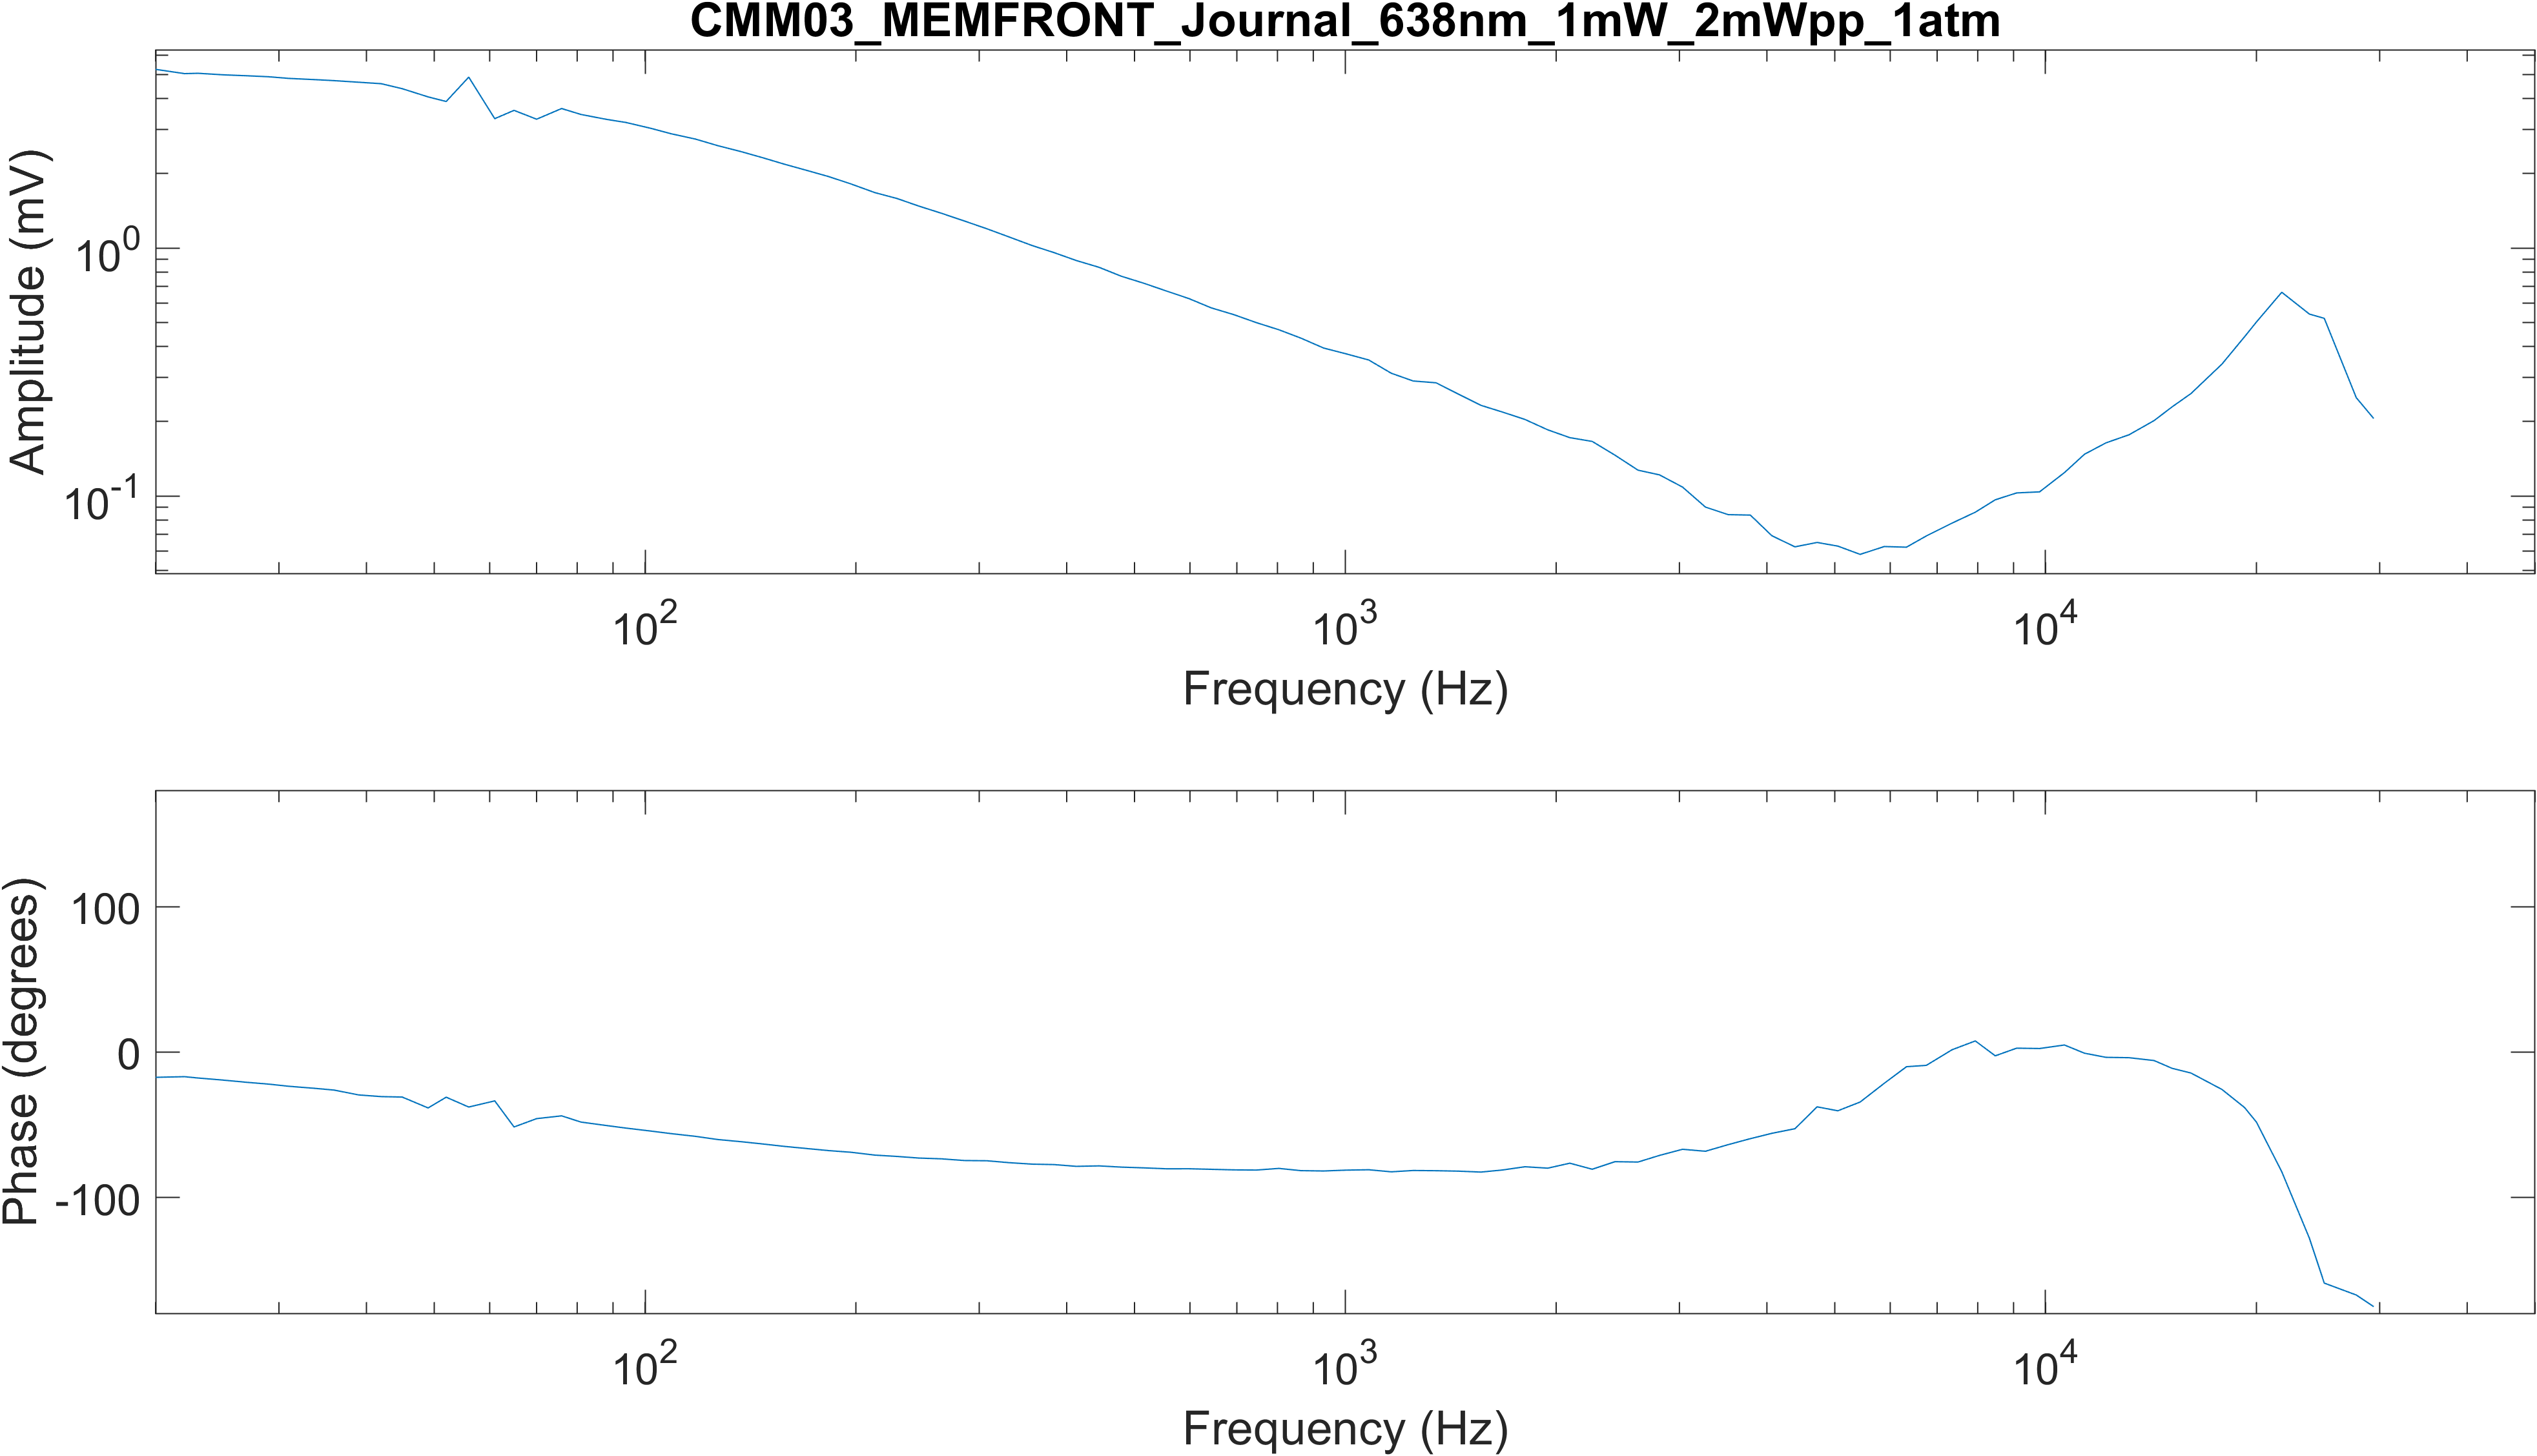 CMM03_MEMFRONT_Journal_638nm_1mW_2mWpp_1atm
Amplitude (mV)
10^0
10^-1
10^2
10^3
10^4
Frequency (Hz)
Phase (degrees)
100
0
-100
10^2
10^3
10^4
Frequency (Hz)